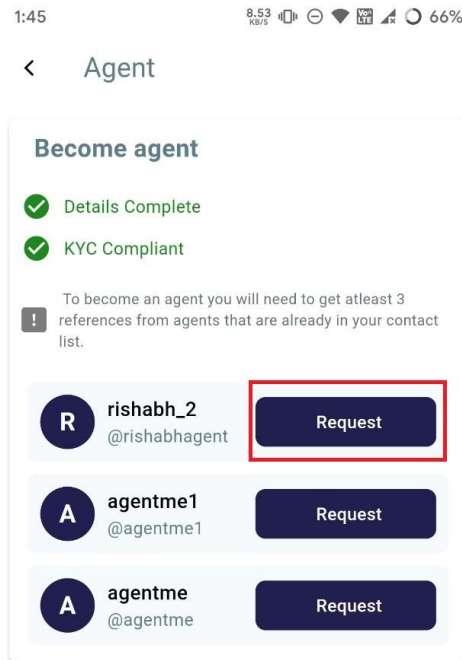 1:45 8.53 KB/S Vo) LTE 66%
Agent
Become agent
Details Complete
KYC Compliant
To become an agent you will need to get atleast 3
! references from agents that are already in your contact
list.
R rishabh_2 Request
@rishabhagent
A agentme1 Request
@agentme1
A agentme Request
@agentme